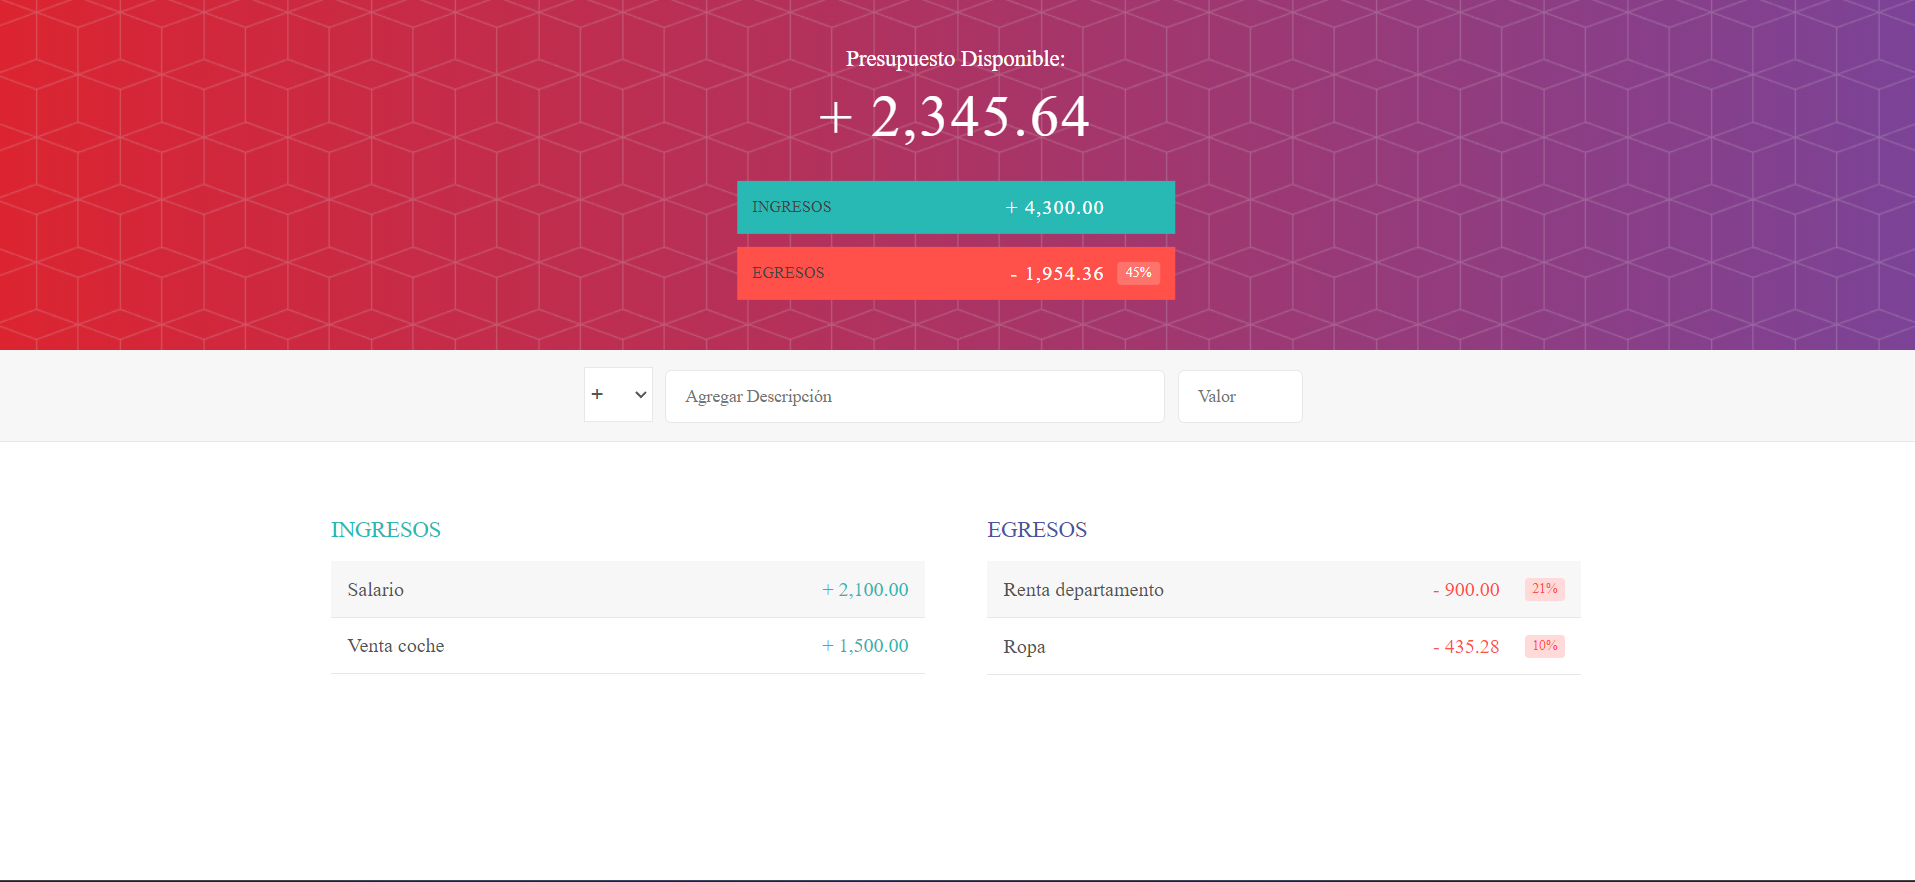 Presupuesto Disponible:
+ 2,345.64
INGRESOS + 4,300.00
EGRESOS - 1,954.36 45%
+ Agregar Descripción Valor
INGRESOS
Salario + 2,100.00
Venta coche + 1,500.00
EGRESOS
Renta departamento - 900.00 21%
Ropa - 435.28 10%